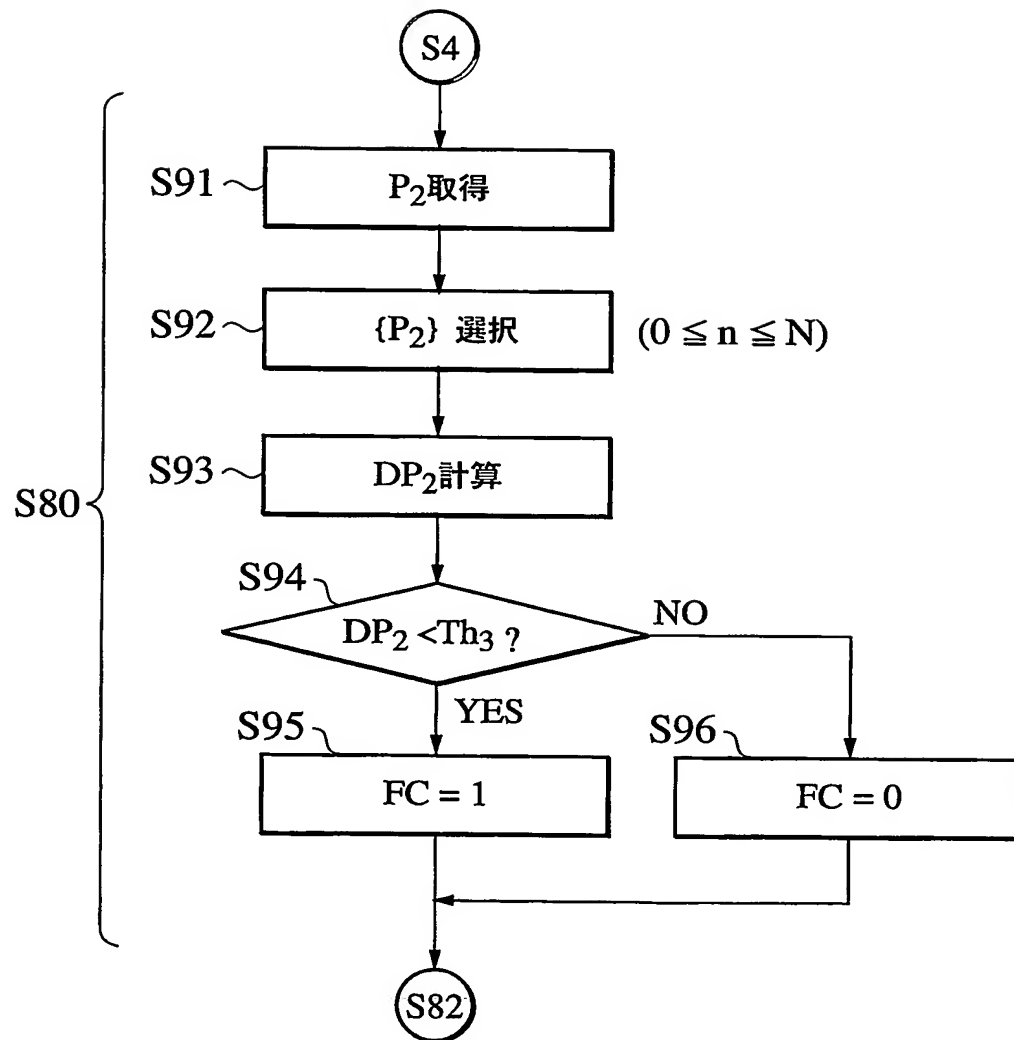 S4
S91
P2取得
S92
{P2} 選択
(0 ≦ n ≦ N)
S93
DP2計算
S80
S94
DP2 <Th3 ?
NO
YES
S95
FC = 1
S96
FC = 0
S82